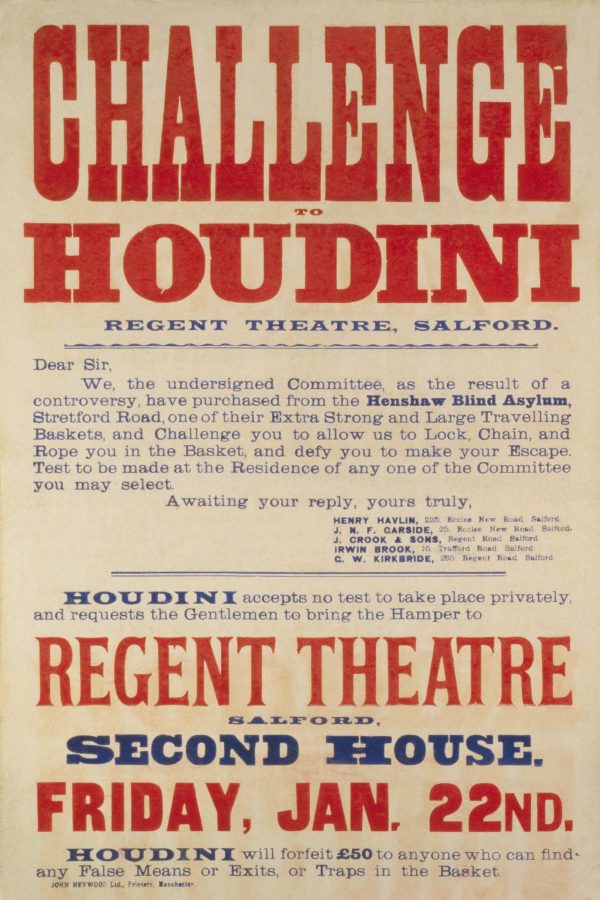 CHALLENGE
TO
HOUDINI
REGENT THEATRE, SALFORD.
Dear Sir,
We, the undersigned Committee, as the result of a
controversy, have purchased from the Henshaw Blind Asylum,
Stretford Road, one of their Extra Strong and Large Travelling
Baskets, and Challenge you to allow us to Lock, Chain, and
Rope you in the Basket, and defy you to make your Escape.
Test to be made at the Residence of any one of the Committee
you may select.
Awaiting your reply, yours truly,
HENRY HAVLIN, 225, Eccles New Road Salford
J. N. F. GARSIDE, 25, Eccles New Road, Salford.
J. CROOK & SONS, Regent Road Salford
IRWIN BROOK, 15, Trafford Road Salford
C. W. KIRKBRIDE, 285 Regent Road Salford
HOUDINI accepts no test to take place privately,
and requests the Gentlemen to bring the Hamper to
REGENT THEATRE
SALFORD,
SECOND HOUSE.
FRIDAY, JAN. 22ND.
HOUDINI will forfeit £50 to anyone who can find
any False Means or Exits, or Traps in the Basket.
JOHN HEYWOOD Ltd., Printers, Manchester.